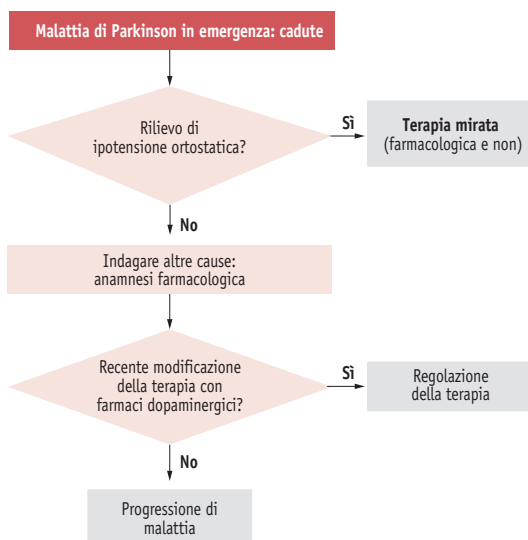 Malattia di Parkinson in emergenza: cadute
Rilievo di
ipotensione ortostatica?
Sì
Terapia mirata
(farmacologica e non)
No
Indagare altre cause:
anamnesi farmacologica
Recente modificazione
della terapia con
farmaci dopaminergici?
Sì
Regolazione
della terapia
No
Progressione di
malattia